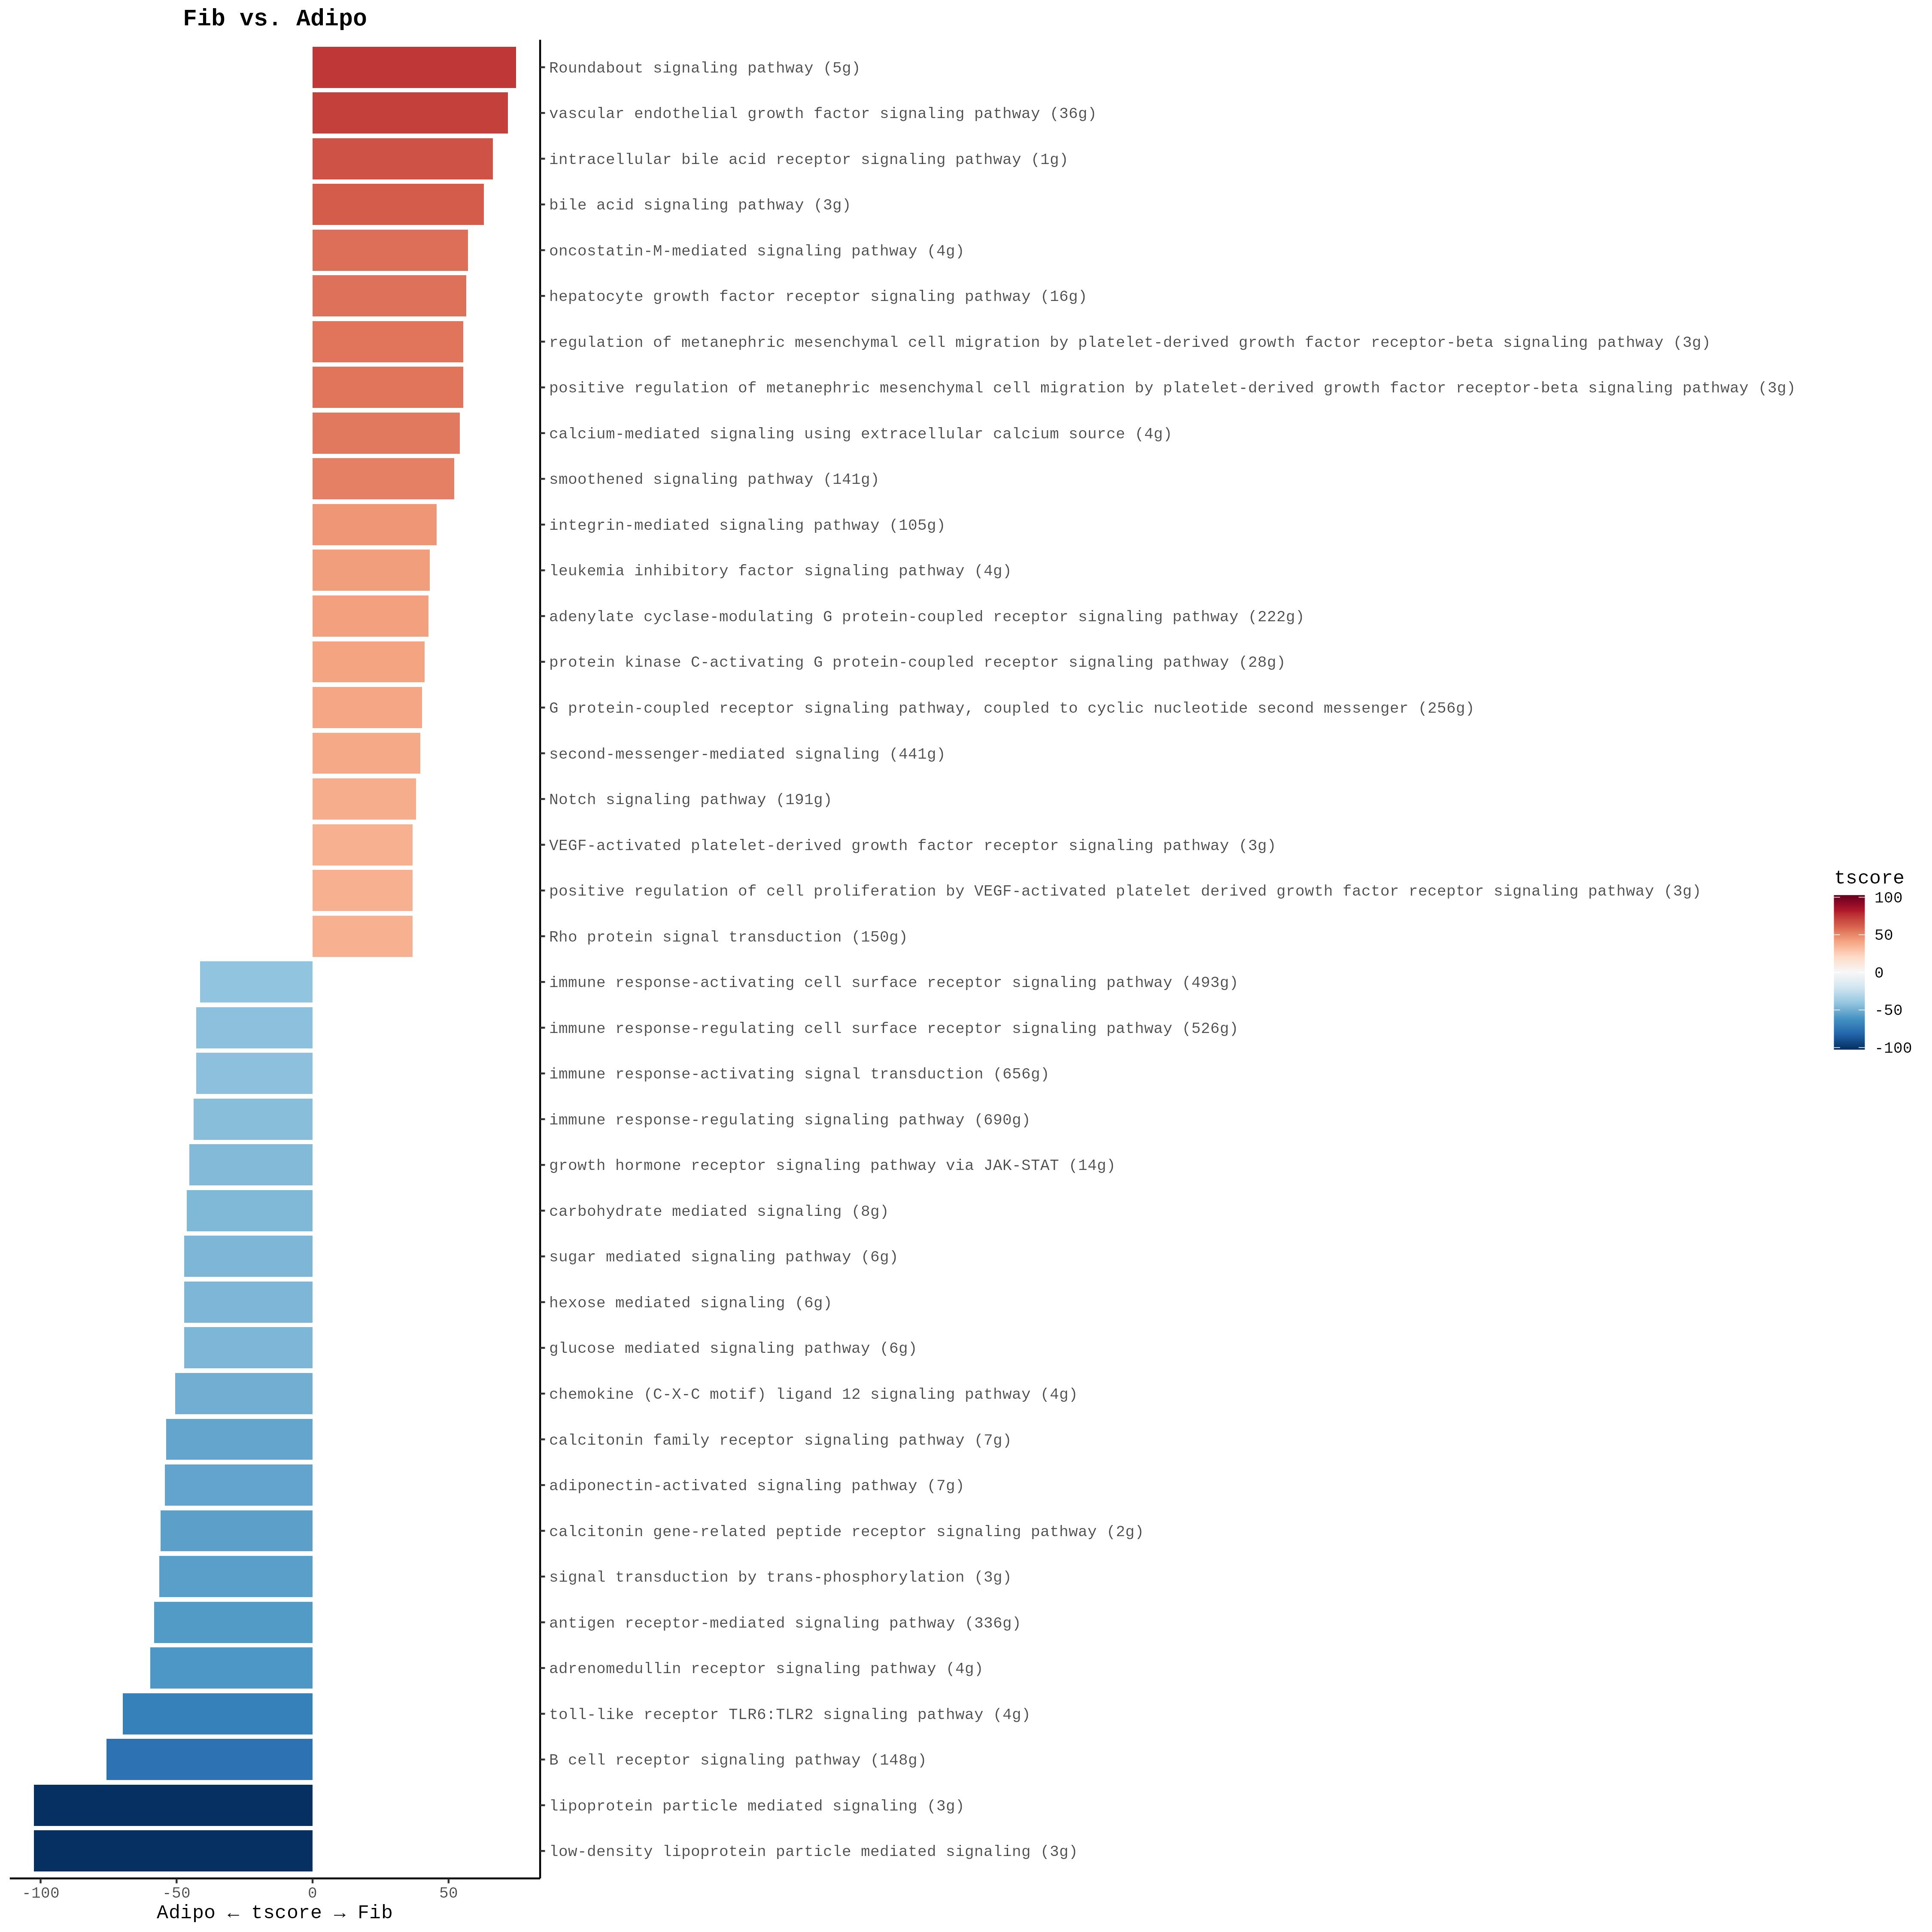 Fib vs. Adipo
Roundabout signaling pathway (5g)
vascular endothelial growth factor signaling pathway (36g)
intracellular bile acid receptor signaling pathway (1g)
bile acid signaling pathway (3g)
oncostatin-M-mediated signaling pathway (4g)
hepatocyte growth factor receptor signaling pathway (16g)
regulation of metanephric mesenchymal cell migration by platelet-derived growth factor receptor-beta signaling pathway (3g)
positive regulation of metanephric mesenchymal cell migration by platelet-derived growth factor receptor-beta signaling pathway (3g)
calcium-mediated signaling using extracellular calcium source (4g)
smoothened signaling pathway (141g)
integrin-mediated signaling pathway (105g)
leukemia inhibitory factor signaling pathway (4g)
adenylate cyclase-modulating G protein-coupled receptor signaling pathway (222g)
protein kinase C-activating G protein-coupled receptor signaling pathway (28g)
G protein-coupled receptor signaling pathway, coupled to cyclic nucleotide second messenger (256g)
second-messenger-mediated signaling (441g)
Notch signaling pathway (191g)
VEGF-activated platelet-derived growth factor receptor signaling pathway (3g)
positive regulation of cell proliferation by VEGF-activated platelet derived growth factor receptor signaling pathway (3g)
Rho protein signal transduction (150g)
immune response-activating cell surface receptor signaling pathway (493g)
immune response-regulating cell surface receptor signaling pathway (526g)
immune response-activating signal transduction (656g)
immune response-regulating signaling pathway (690g)
growth hormone receptor signaling pathway via JAK-STAT (14g)
carbohydrate mediated signaling (8g)
sugar mediated signaling pathway (6g)
hexose mediated signaling (6g)
glucose mediated signaling pathway (6g)
chemokine (C-X-C motif) ligand 12 signaling pathway (4g)
calcitonin family receptor signaling pathway (7g)
adiponectin-activated signaling pathway (7g)
calcitonin gene-related peptide receptor signaling pathway (2g)
signal transduction by trans-phosphorylation (3g)
antigen receptor-mediated signaling pathway (336g)
adrenomedullin receptor signaling pathway (4g)
toll-like receptor TLR6:TLR2 signaling pathway (4g)
B cell receptor signaling pathway (148g)
lipoprotein particle mediated signaling (3g)
low-density lipoprotein particle mediated signaling (3g)
-100 -50 0 50
Adipo ← tscore → Fib
tscore
100
50
0
-50
-100